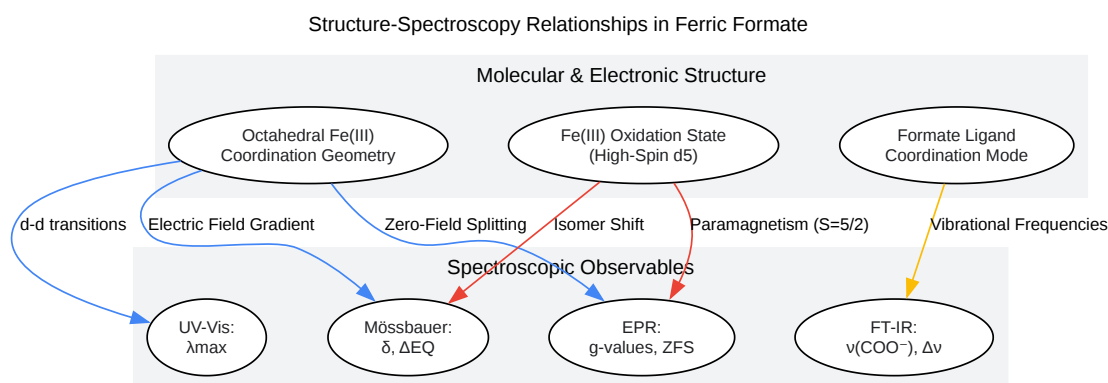 Structure-Spectroscopy Relationships in Ferric Formate
Molecular & Electronic Structure
Octahedral Fe(III)
Coordination Geometry
Fe(III) Oxidation State
(High-Spin d5)
Formate Ligand
Coordination Mode
d-d transitions
Electric Field Gradient
Zero-Field Splitting
Isomer Shift
Paramagnetism (S=5/2)
Vibrational Frequencies
Spectroscopic Observables
UV-Vis:
λmax
Mössbauer:
δ, ΔEQ
EPR:
g-values, ZFS
FT-IR:
ν(COO⁻), Δν